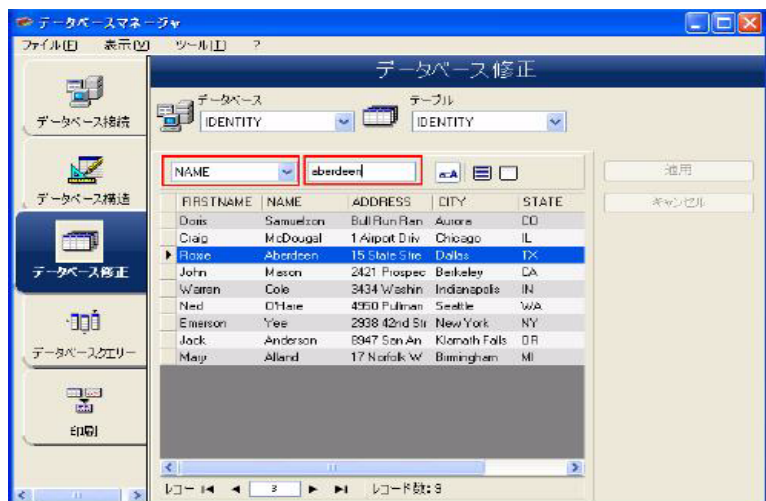 データベースマネージャ
ファイル(F) 表示(V) ツール(T) ?
データベース修正
データベース接続
データベース構造
データベース修正
データベースクエリー
印刷
データベース
IDENTITY
テーブル
IDENTITY
NAME
aberdeen
a:A
適用
キャンセル
FIRSTNAME NAME ADDRESS CITY STATE
Doris Samuelson Bull Run Ran Aurora CO
Craig McDougal 1 Airport Driv Chicago IL
Roxie Aberdeen 15 State Stre Dallas TX
John Mason 2421 Prospec Berkeley CA
Warren Cole 3434 Washin Indianapolis IN
Ned O'Hare 4950 Pullman Seattle WA
Emerson Yee 2938 42nd Str New York NY
Jack Anderson 8947 San An Klamath Falls OR
Mary Alland 17 Norfolk W Birmingham MI
レコー 3 レコード数: 9